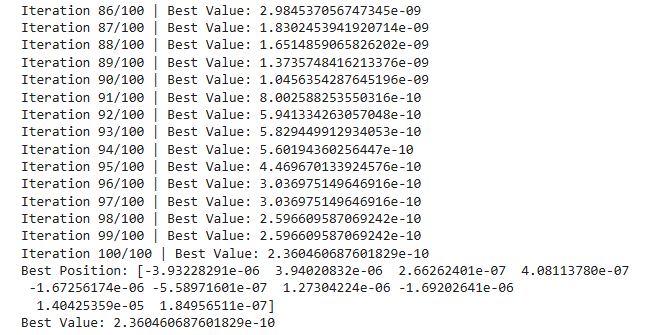 Iteration 86/100 | Best Value: 2.984537056747345e-09
Iteration 87/100 | Best Value: 1.8302453941920714e-09
Iteration 88/100 | Best Value: 1.6514859065826202e-09
Iteration 89/100 | Best Value: 1.3735748416213376e-09
Iteration 90/100 | Best Value: 1.0456354287645196e-09
Iteration 91/100 | Best Value: 8.002588253550316e-10
Iteration 92/100 | Best Value: 5.941334263057048e-10
Iteration 93/100 | Best Value: 5.829449912934053e-10
Iteration 94/100 | Best Value: 5.60194360256447e-10
Iteration 95/100 | Best Value: 4.469670133924576e-10
Iteration 96/100 | Best Value: 3.036975149646916e-10
Iteration 97/100 | Best Value: 3.036975149646916e-10
Iteration 98/100 | Best Value: 2.596609587069242e-10
Iteration 99/100 | Best Value: 2.596609587069242e-10
Iteration 100/100 | Best Value: 2.360460687601829e-10
Best Position: [-3.93228291e-06  3.94020832e-06  2.66262401e-07  4.08113780e-07
 -1.67256174e-06 -5.58971601e-07  1.27304224e-06 -1.69202641e-06
  1.40425359e-05  1.84956511e-07]
Best Value: 2.360460687601829e-10